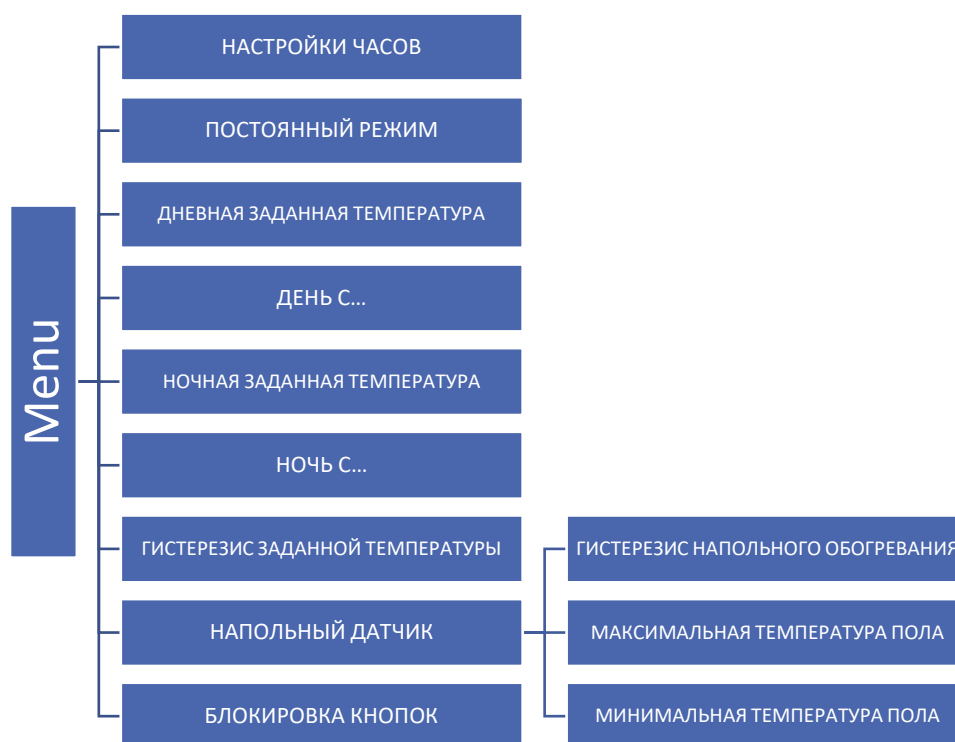 Menu
НАСТРОЙКИ ЧАСОВ
ПОСТОЯННЫЙ РЕЖИМ
ДНЕВНАЯ ЗАДАННАЯ ТЕМПЕРАТУРА
ДЕНЬ С...
НОЧНАЯ ЗАДАННАЯ ТЕМПЕРАТУРА
НОЧЬ С...
ГИСТЕРЕЗИС ЗАДАННОЙ ТЕМПЕРАТУРЫ
НАПОЛЬНЫЙ ДАТЧИК
ГИСТЕРЕЗИС НАПОЛЬНОГО ОБОГРЕВАНИЯ
МАКСИМАЛЬНАЯ ТЕМПЕРАТУРА ПОЛА
МИНИМАЛЬНАЯ ТЕМПЕРАТУРА ПОЛА
БЛОКИРОВКА КНОПОК